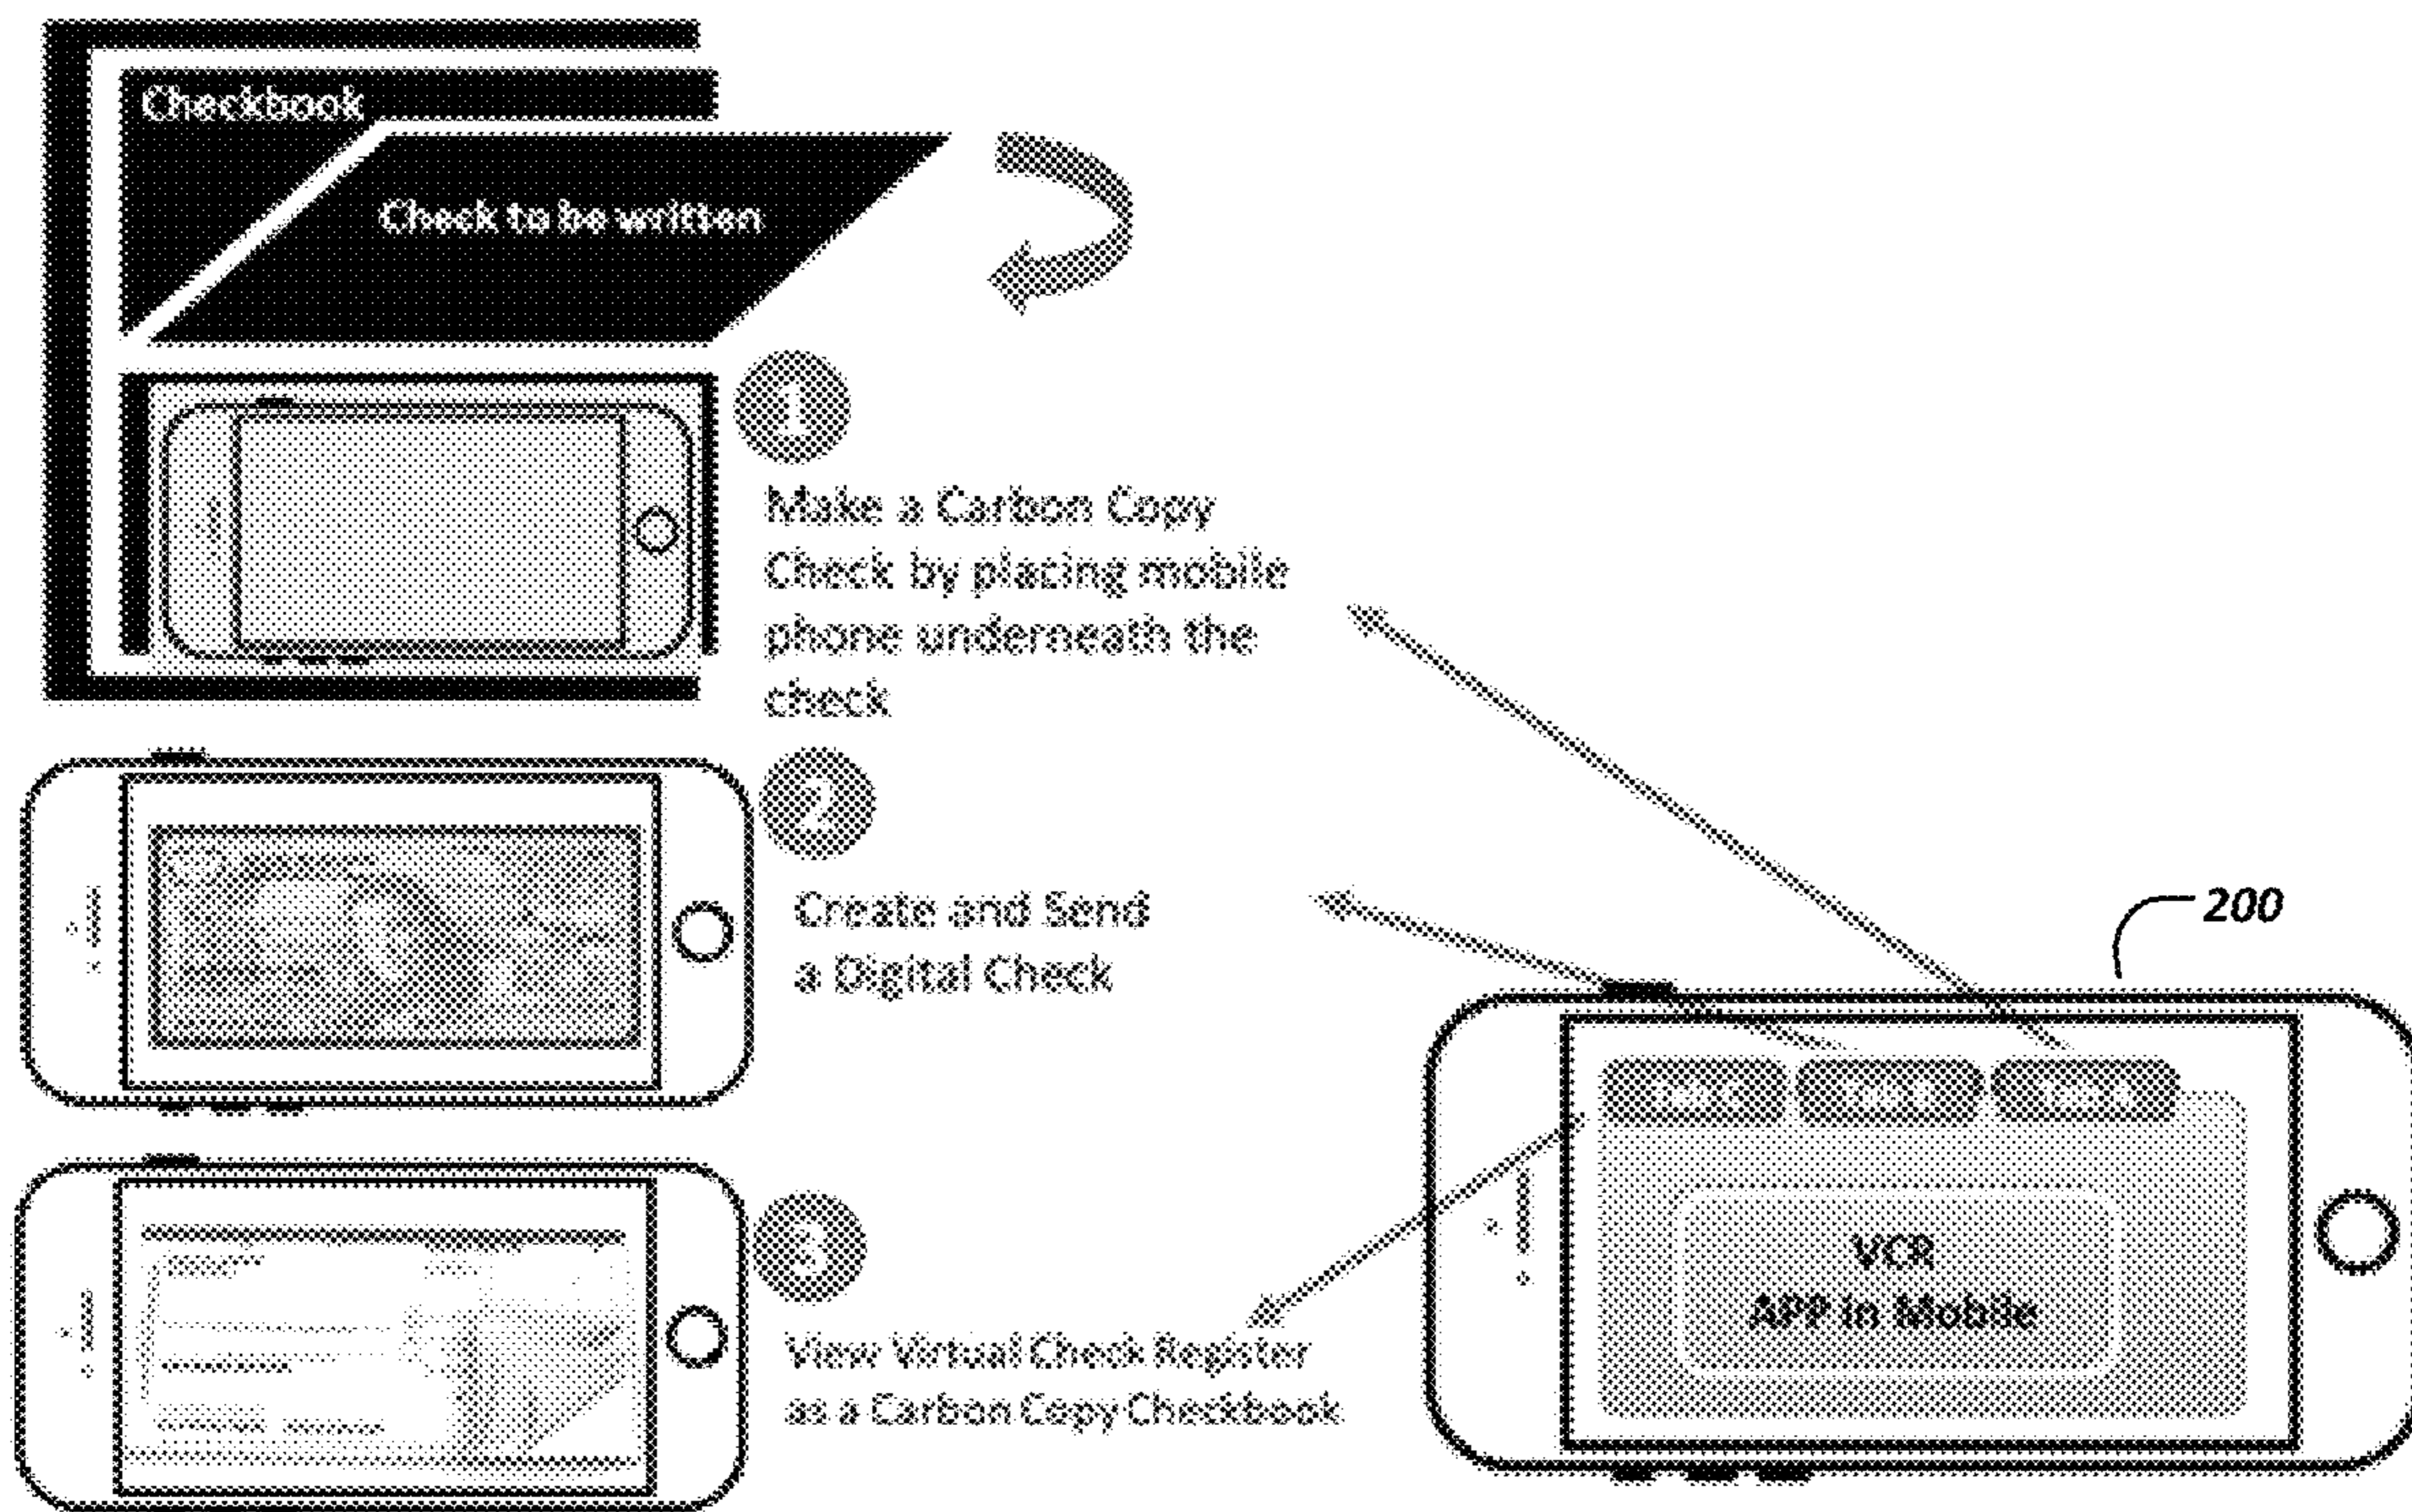 Checkbook
Check to be written
1
Make a Carbon Copy
Check by placing mobile
phone underneath the
check
2
Create and Send
a Digital Check
200
3
View Virtual Check Register
as a Carbon Copy Checkbook
VCR
APP in Mobile